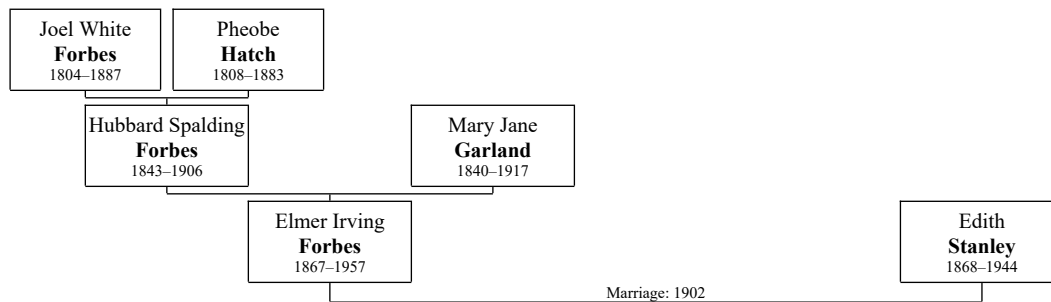 Joel White
Forbes
1804–1887
Pheobe
Hatch
1808–1883
Hubbard Spalding
Forbes
1843–1906
Mary Jane
Garland
1840–1917
Elmer Irving
Forbes
1867–1957
Edith
Stanley
1868–1944
Marriage: 1902